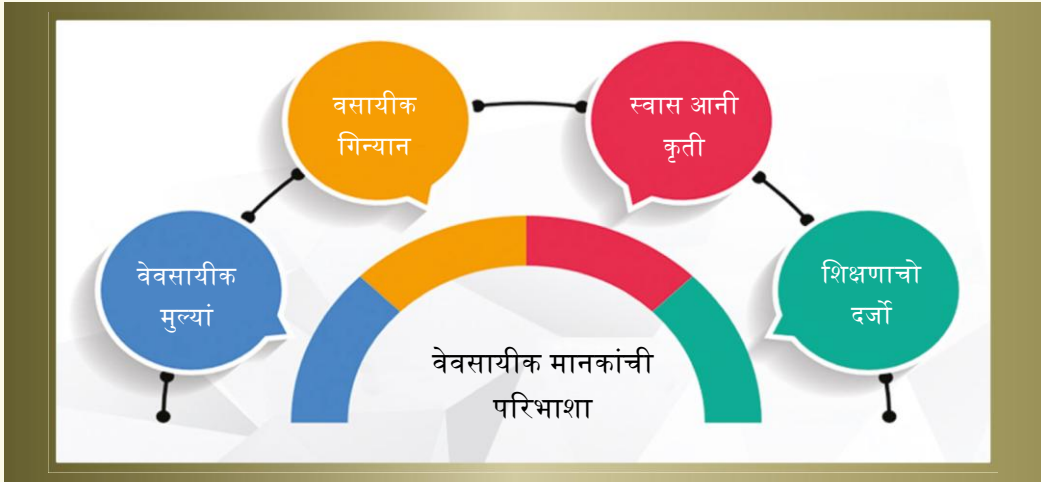 वसायीक
गिन्यान
स्वास आनी
कृती
वेवसायीक
मुल्यां
शिक्षणाचो
दर्जो
वेवसायीक मानकांची
परिभाशा